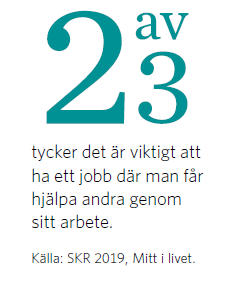 2 av 3
tycker det är viktigt att
ha ett jobb där man får
hjälpa andra genom
sitt arbete.
Källa: SKR 2019, Mitt i livet.